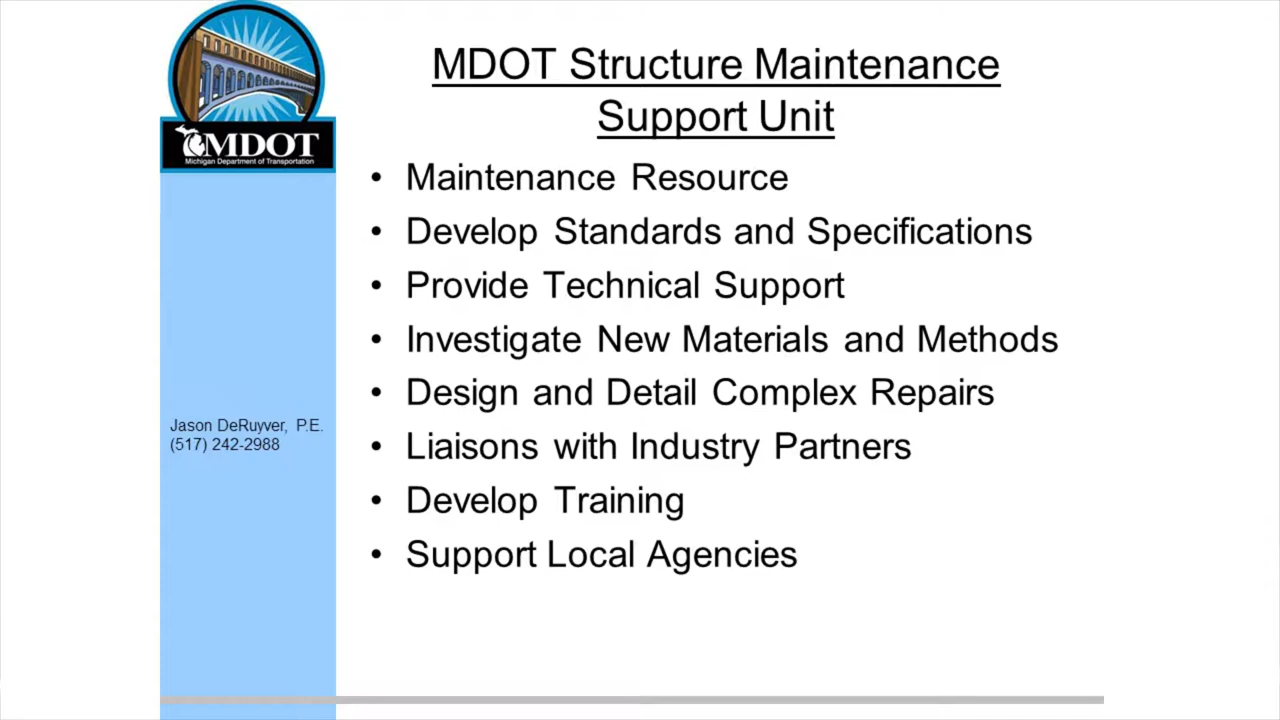 MDOT
Michigan Department of Transportation
MDOT Structure Maintenance
Support Unit
• Maintenance Resource
• Develop Standards and Specifications
• Provide Technical Support
• Investigate New Materials and Methods
• Design and Detail Complex Repairs
• Liaisons with Industry Partners
• Develop Training
• Support Local Agencies
Jason DeRuyver, P.E.
(517) 242-2988